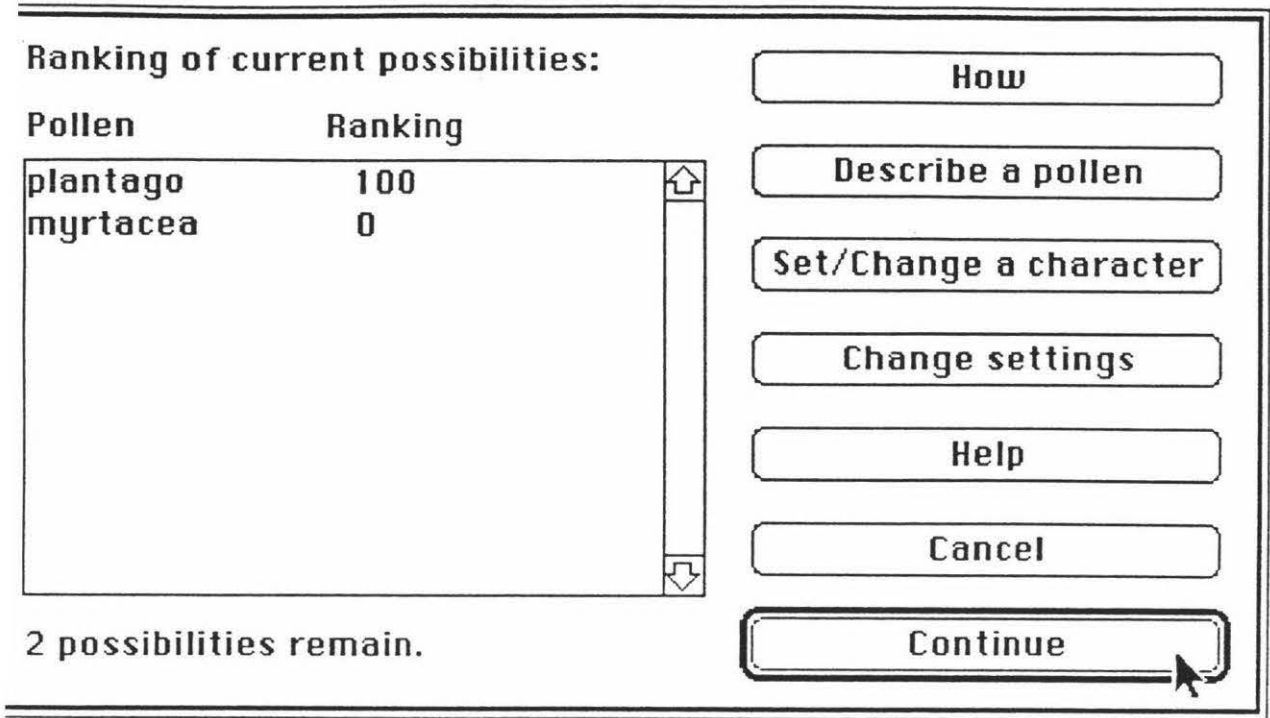 Ranking of current possibilities:
Pollen Ranking
plantago 100
myrtacea 0
2 possibilities remain.
How
Describe a pollen
Set/Change a character
Change settings
Help
Cancel
Continue